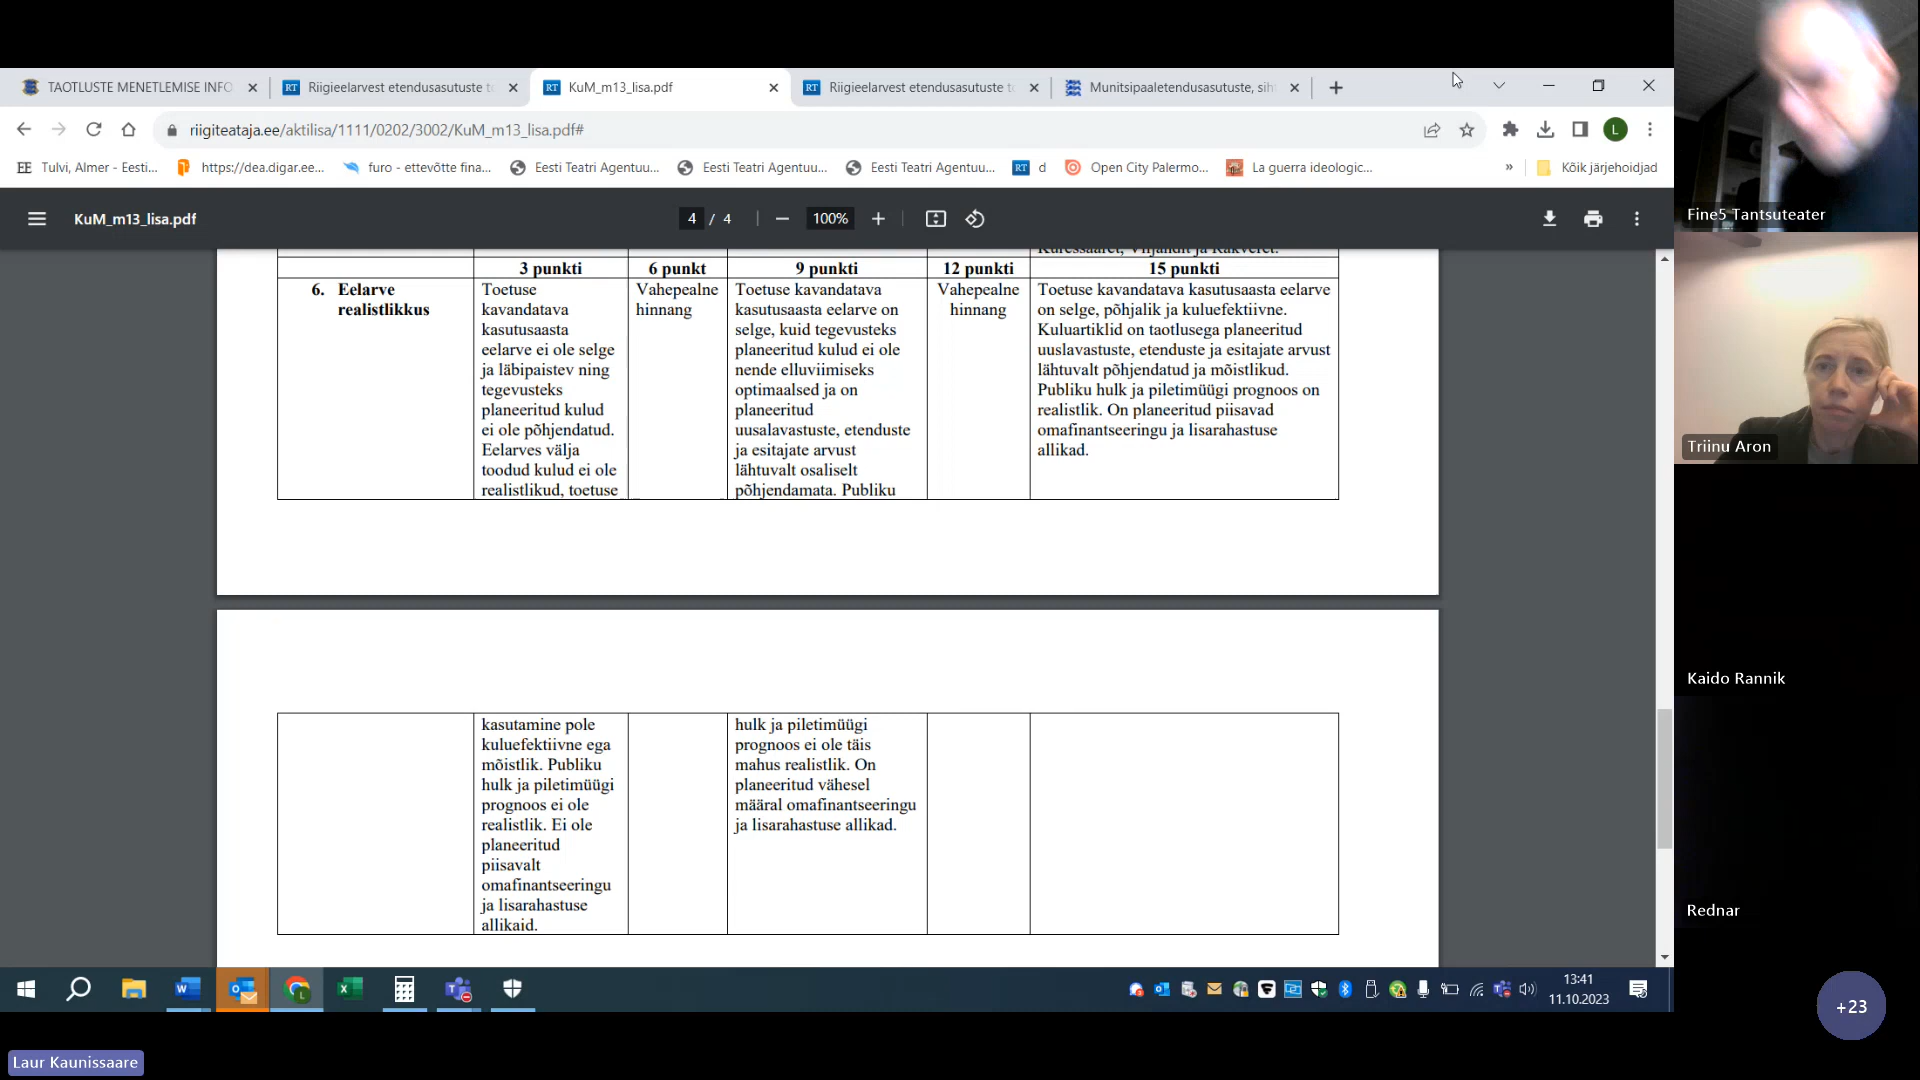 TAOTLUSTE MENETLEMISE INFO
Riigieelarvest etendusasutuste to
KuM_m13_lisa.pdf
Riigieelarvest etendusasutuste to
Munitsipaaletendusasutuste, siht
riigiteataja.ee/aktilisa/1111/0202/3002/KuM_m13_lisa.pdf#
L
EE
Tulvi, Almer - Eesti...
https://dea.digar.ee...
furo - ettevõtte fina...
Eesti Teatri Agentuu...
Eesti Teatri Agentuu...
Eesti Teatri Agentuu...
RT
d
Open City Palermo...
La guerra ideologic...
»
Kõik järjehoidjad
KuM_m13_lisa.pdf
4 / 4
100%
Kuressaaret, Viljandit ja Rakveret.
3 punkti
6 punkt
9 punkti
12 punkti
15 punkti
6. Eelarve
realistlikkus
Toetuse
kavandatava
kasutusaasta
eelarve ei ole selge
ja läbipaistev ning
tegevusteks
planeeritud kulud
ei ole põhjendatud.
Eelarves välja
toodud kulud ei ole
realistlikud, toetuse
Vahepealne
hinnang
Toetuse kavandatava
kasutusaasta eelarve on
selge, kuid tegevusteks
planeeritud kulud ei ole
nende elluviimiseks
optimaalsed ja on
planeeritud
uusalavastuste, etenduste
ja esitajate arvust
lähtuvalt osaliselt
põhjendamata. Publiku
Vahepealne
hinnang
Toetuse kavandatava kasutusaasta eelarve
on selge, põhjalik ja kuluefektiivne.
Kuluartiklid on taotlusega planeeritud
uuslavastuste, etenduste ja esitajate arvust
lähtuvalt põhjendatud ja mõistlikud.
Publiku hulk ja piletimüügi prognoos on
realistlik. On planeeritud piisavad
omafinantseeringu ja lisarahastuse
allikad.
kasutamine pole
kuluefektiivne ega
mõistlik. Publiku
hulk ja piletimüügi
prognoos ei ole
realistlik. Ei ole
planeeritud
piisavalt
omafinantseeringu
ja lisarahastuse
allikaid.
hulk ja piletimüügi
prognoos ei ole täis
mahus realistlik. On
planeeritud vähesel
määral omafinantseeringu
ja lisarahastuse allikad.
13:41
11.10.2023
Fine5 Tantsuteater
Triinu Aron
Kaido Rannik
Rednar
+23
Laur Kaunissaare